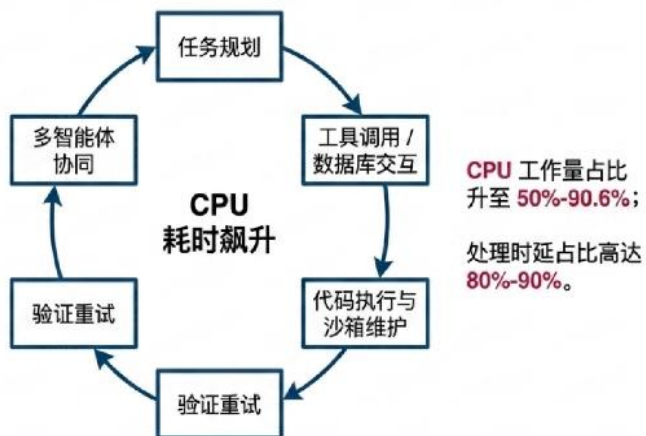 任务规划
工具调用 /
数据库交互
代码执行与
沙箱维护
验证重试
验证重试
多智能体
协同
CPU
耗时飙升
CPU 工作量占比
升至 50%-90.6%；
处理时延占比高达
80%-90%。